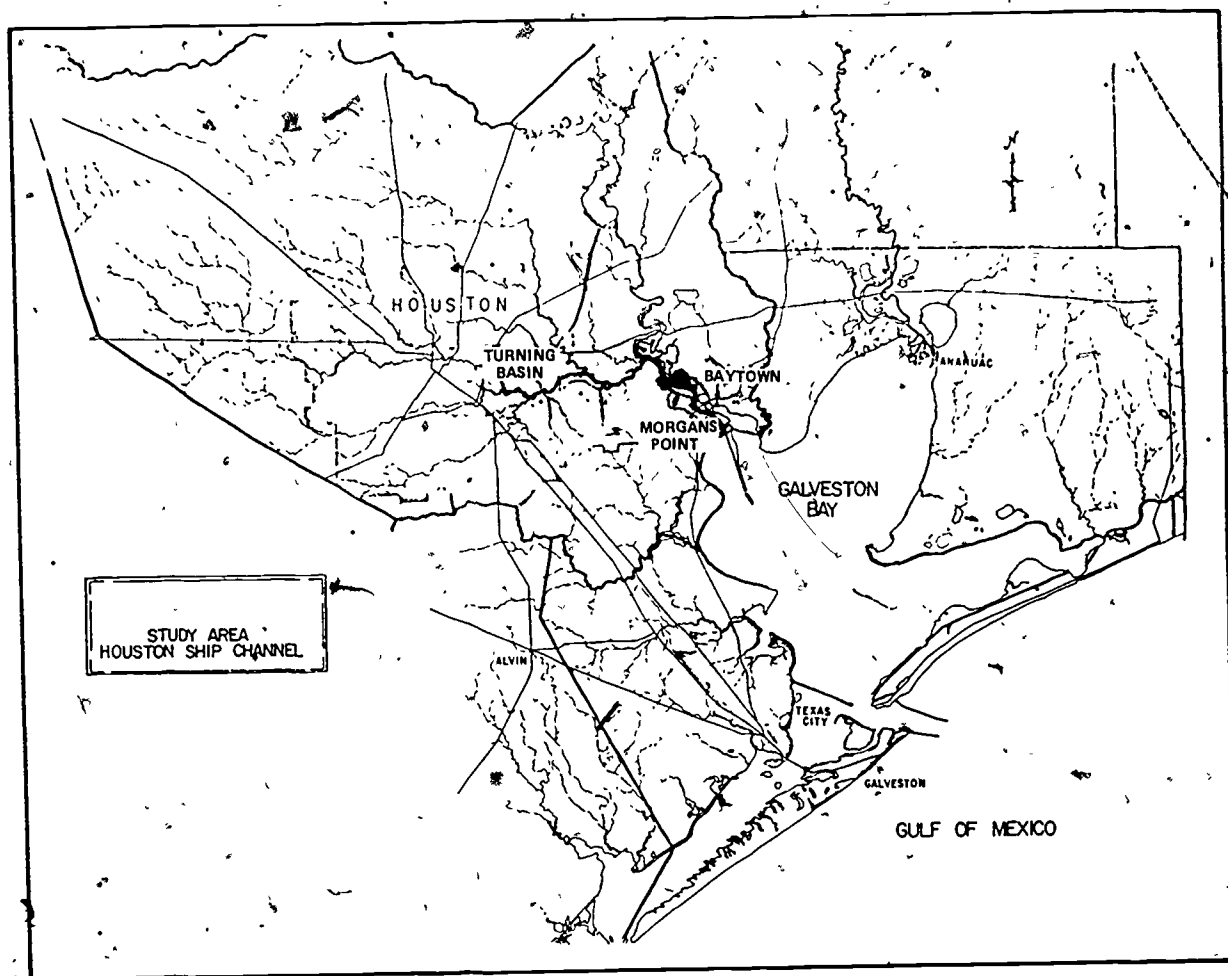 N
HOUSTON
TURNING
BASIN
BAYTOWN
ANAHUAC
MORGANS
POINT
GALVESTON
BAY
STUDY AREA
HOUSTON SHIP CHANNEL
ALVIN
TEXAS
CITY
GALVESTON
GULF OF MEXICO